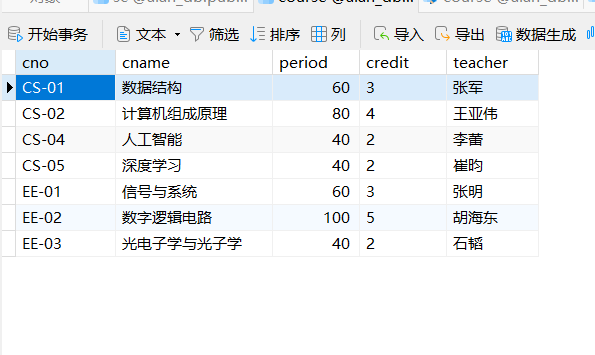 开始事务 文本 筛选 排序 列 导入 导出 数据生成
cno cname period credit teacher
CS-01 数据结构 60 3 张军
CS-02 计算机组成原理 80 4 王亚伟
CS-04 人工智能 40 2 李蕾
CS-05 深度学习 40 2 崔昀
EE-01 信号与系统 60 3 张明
EE-02 数字逻辑电路 100 5 胡海东
EE-03 光电子学与光子学 40 2 石韬